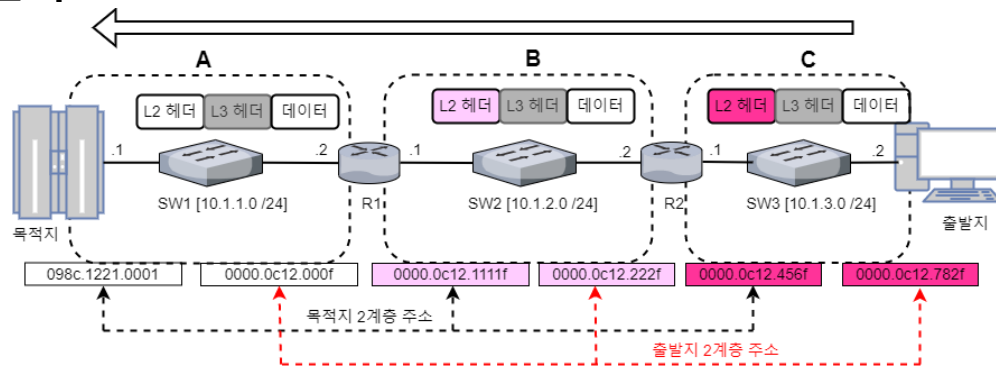 A
B
C
L2 헤더 L3 헤더 데이터
L2 헤더 L3 헤더 데이터
L2 헤더 L3 헤더 데이터
.1 .2 .1 .2 .1 .2
SW1 [10.1.1.0 /24] R1 SW2 [10.1.2.0 /24] R2 SW3 [10.1.3.0 /24]
목적지
출발지
098c.1221.0001 0000.0c12.000f 0000.0c12.1111f 0000.0c12.222f 0000.0c12.456f 0000.0c12.782f
목적지 2계층 주소
출발지 2계층 주소